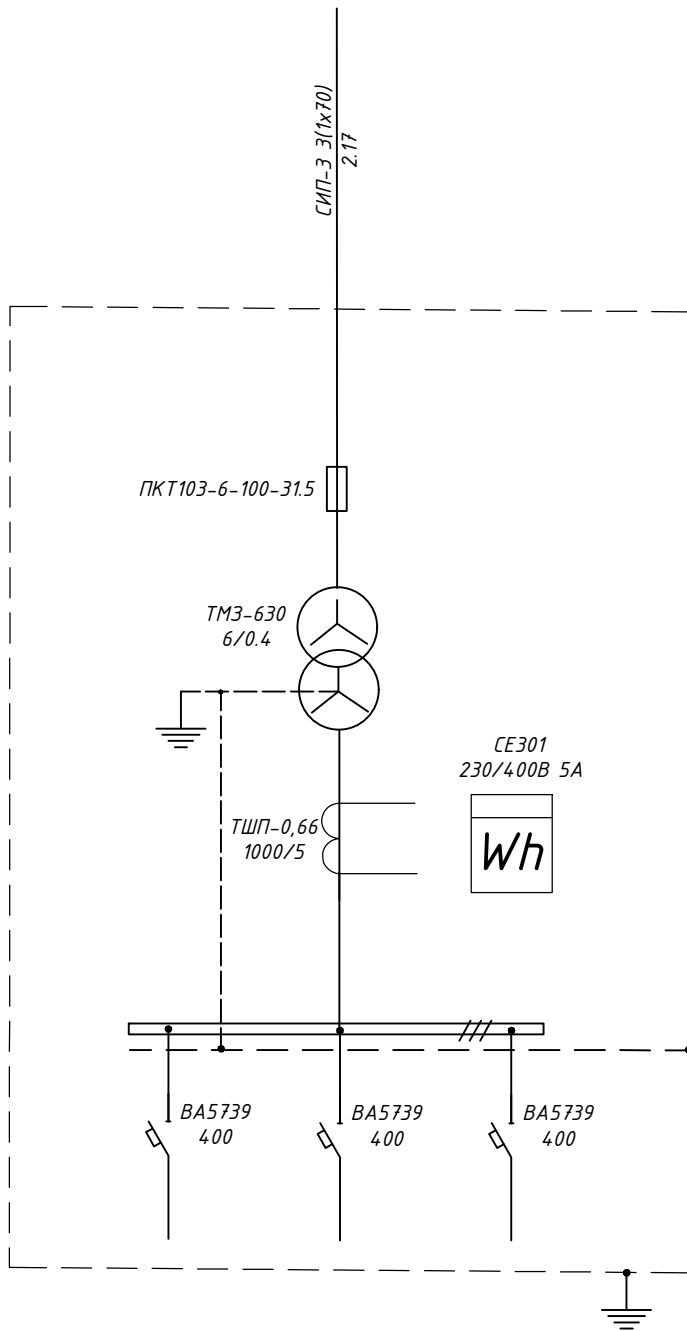 СИП-3 3(1х70)
2.17
ПКТ103-6-100-31.5
ТМЗ-630
6/0.4
СЕ301
230/400В 5А
ТШП-0,66
1000/5
Wh
ВА5739
400
ВА5739
400
ВА5739
400